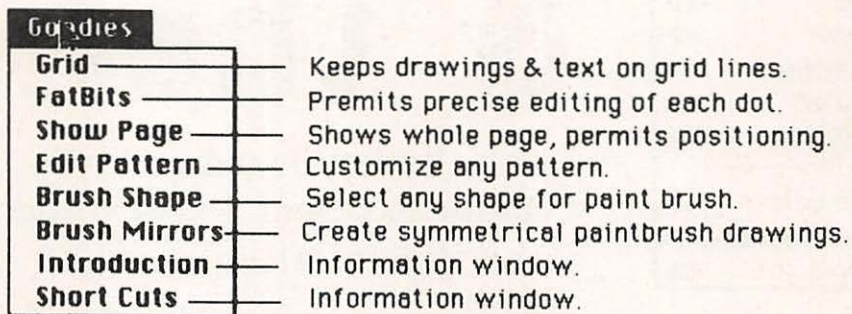 Goodies
Grid Keeps drawings & text on grid lines.
FatBits Premits precise editing of each dot.
Show Page Shows whole page, permits positioning.
Edit Pattern Customize any pattern.
Brush Shape Select any shape for paint brush.
Brush Mirrors Create symmetrical paintbrush drawings.
Introduction Information window.
Short Cuts Information window.